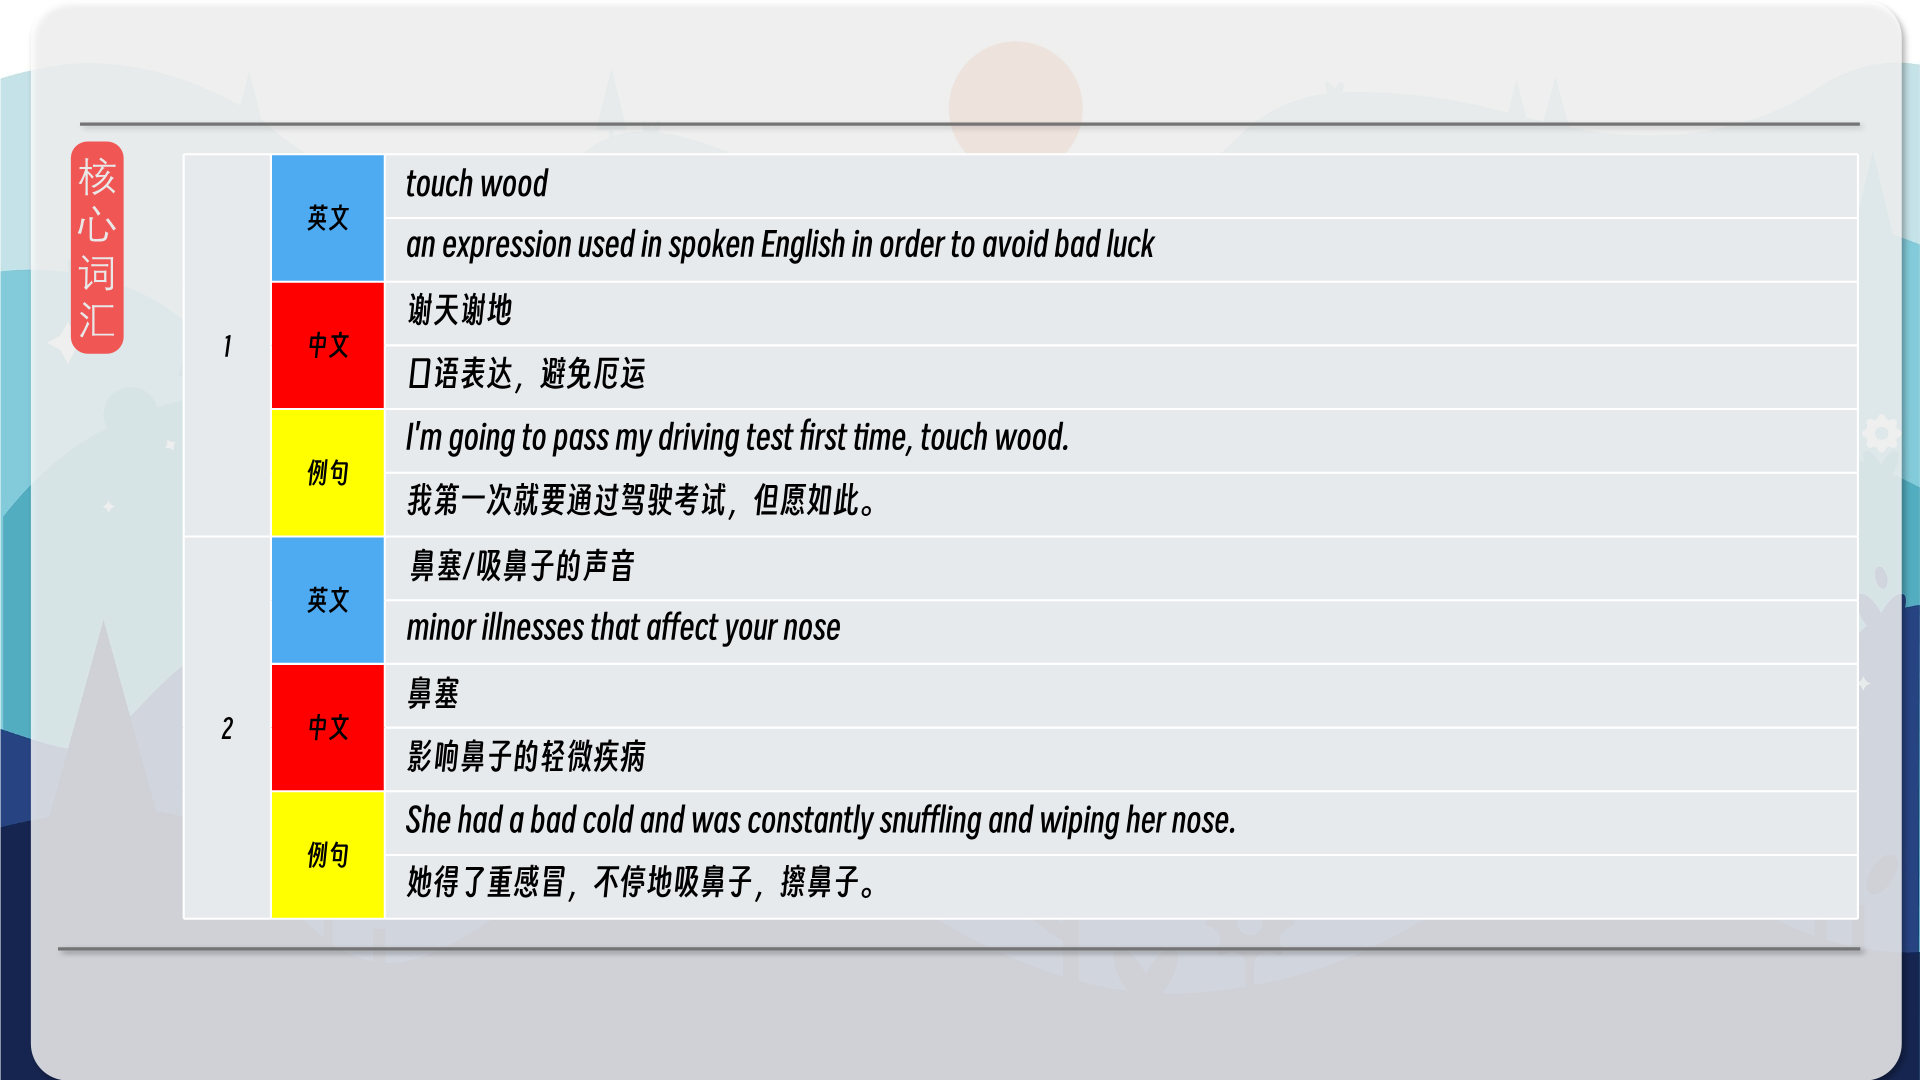 核心词汇
1
英文
touch wood
an expression used in spoken English in order to avoid bad luck
中文
谢天谢地
口语表达，避免厄运
例句
I'm going to pass my driving test first time, touch wood.
我第一次就要通过驾驶考试，但愿如此。
2
英文
鼻塞/吸鼻子的声音
minor illnesses that affect your nose
中文
鼻塞
影响鼻子的轻微疾病
例句
She had a bad cold and was constantly snuffling and wiping her nose.
她得了重感冒，不停地吸鼻子，擦鼻子。